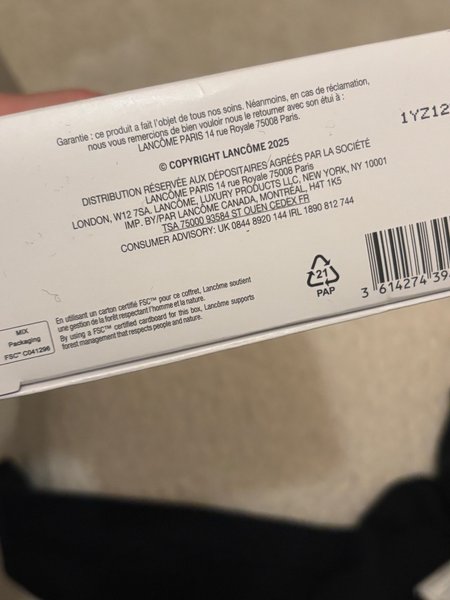 Garantie : ce produit a fait l'objet de tous nos soins. Néanmoins, en cas de réclamation,
nous vous remercions de bien vouloir nous le retourner avec son étui à :
LANCÔME PARIS 14 rue Royale 75008 Paris.
1YZ12
© COPYRIGHT LANCÔME 2025
DISTRIBUTION RÉSERVÉE AUX DÉPOSITAIRES AGRÉÉS PAR LA SOCIÉTÉ
LANCÔME PARIS 14 rue Royale 75008 Paris
LONDON, W12 7SA. LANCÔME, LUXURY PRODUCTS LLC, NEW YORK, NY 10001
IMP. BY/PAR LANCÔME CANADA, MONTRÉAL, H4T 1K5
TSA 75000 93584 ST OUEN CEDEX FR
CONSUMER ADVISORY: UK 0844 8920 144 IRL 1890 812 744
21
PAP
3 614274 39
MIX
Packaging
FSC™ C041296
En utilisant un carton certifié FSC™ pour ce coffret, Lancôme soutient
une gestion de la forêt respectant l'homme et la nature.
By using a FSC™ certified cardboard for this box, Lancôme supports
forest management that respects people and nature.